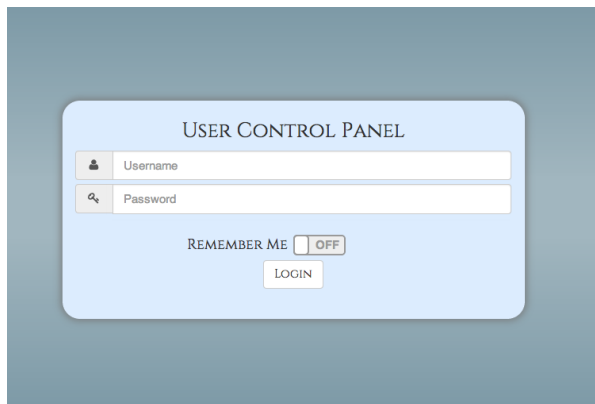 User Control Panel
Username
Password
Remember Me OFF
Login